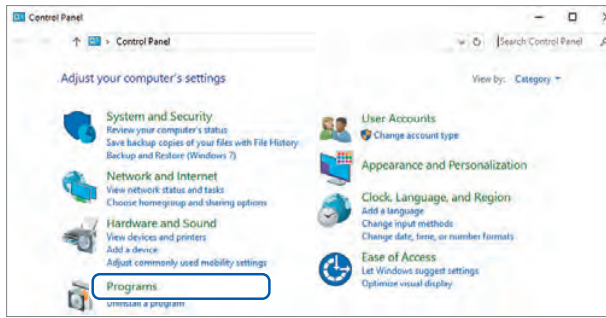 Control Panel
Control Panel
Search Control Panel
Adjust your computer's settings
View by: Category
System and Security
Review your computer's status
Save backup copies of your files with File History
Backup and Restore (Windows 7)
Network and Internet
View network status and tasks
Choose homegroup and sharing options
Hardware and Sound
View devices and printers
Add a device
Adjust commonly used mobility settings
Programs
Uninstall a program
User Accounts
Change account type
Appearance and Personalization
Clock, Language, and Region
Add a language
Change input methods
Change date, time, or number formats
Ease of Access
Let Windows suggest settings
Optimize visual display